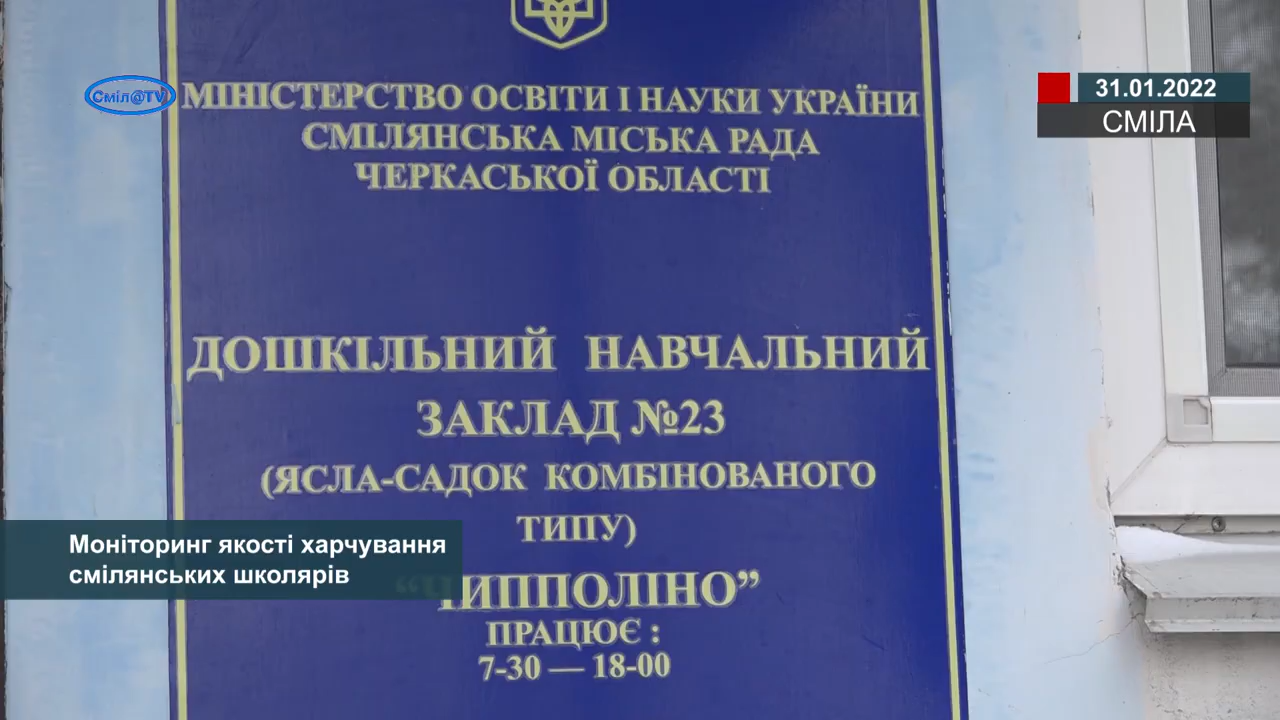 Сміл@TV
31.01.2022
СМІЛА
МІНІСТЕРСТВО ОСВІТИ І НАУКИ УКРАЇНИ
СМІЛЯНСЬКА МІСЬКА РАДА
ЧЕРКАСЬКОЇ ОБЛАСТІ
ДОШКІЛЬНИЙ НАВЧАЛЬНИЙ
ЗАКЛАД №23
(ЯСЛА-САДОК КОМБІНОВАНОГО
ТИПУ)
“ЧИППОЛІНО”
ПРАЦЮЄ :
7-30 — 18-00
Моніторинг якості харчування
смілянських школярів